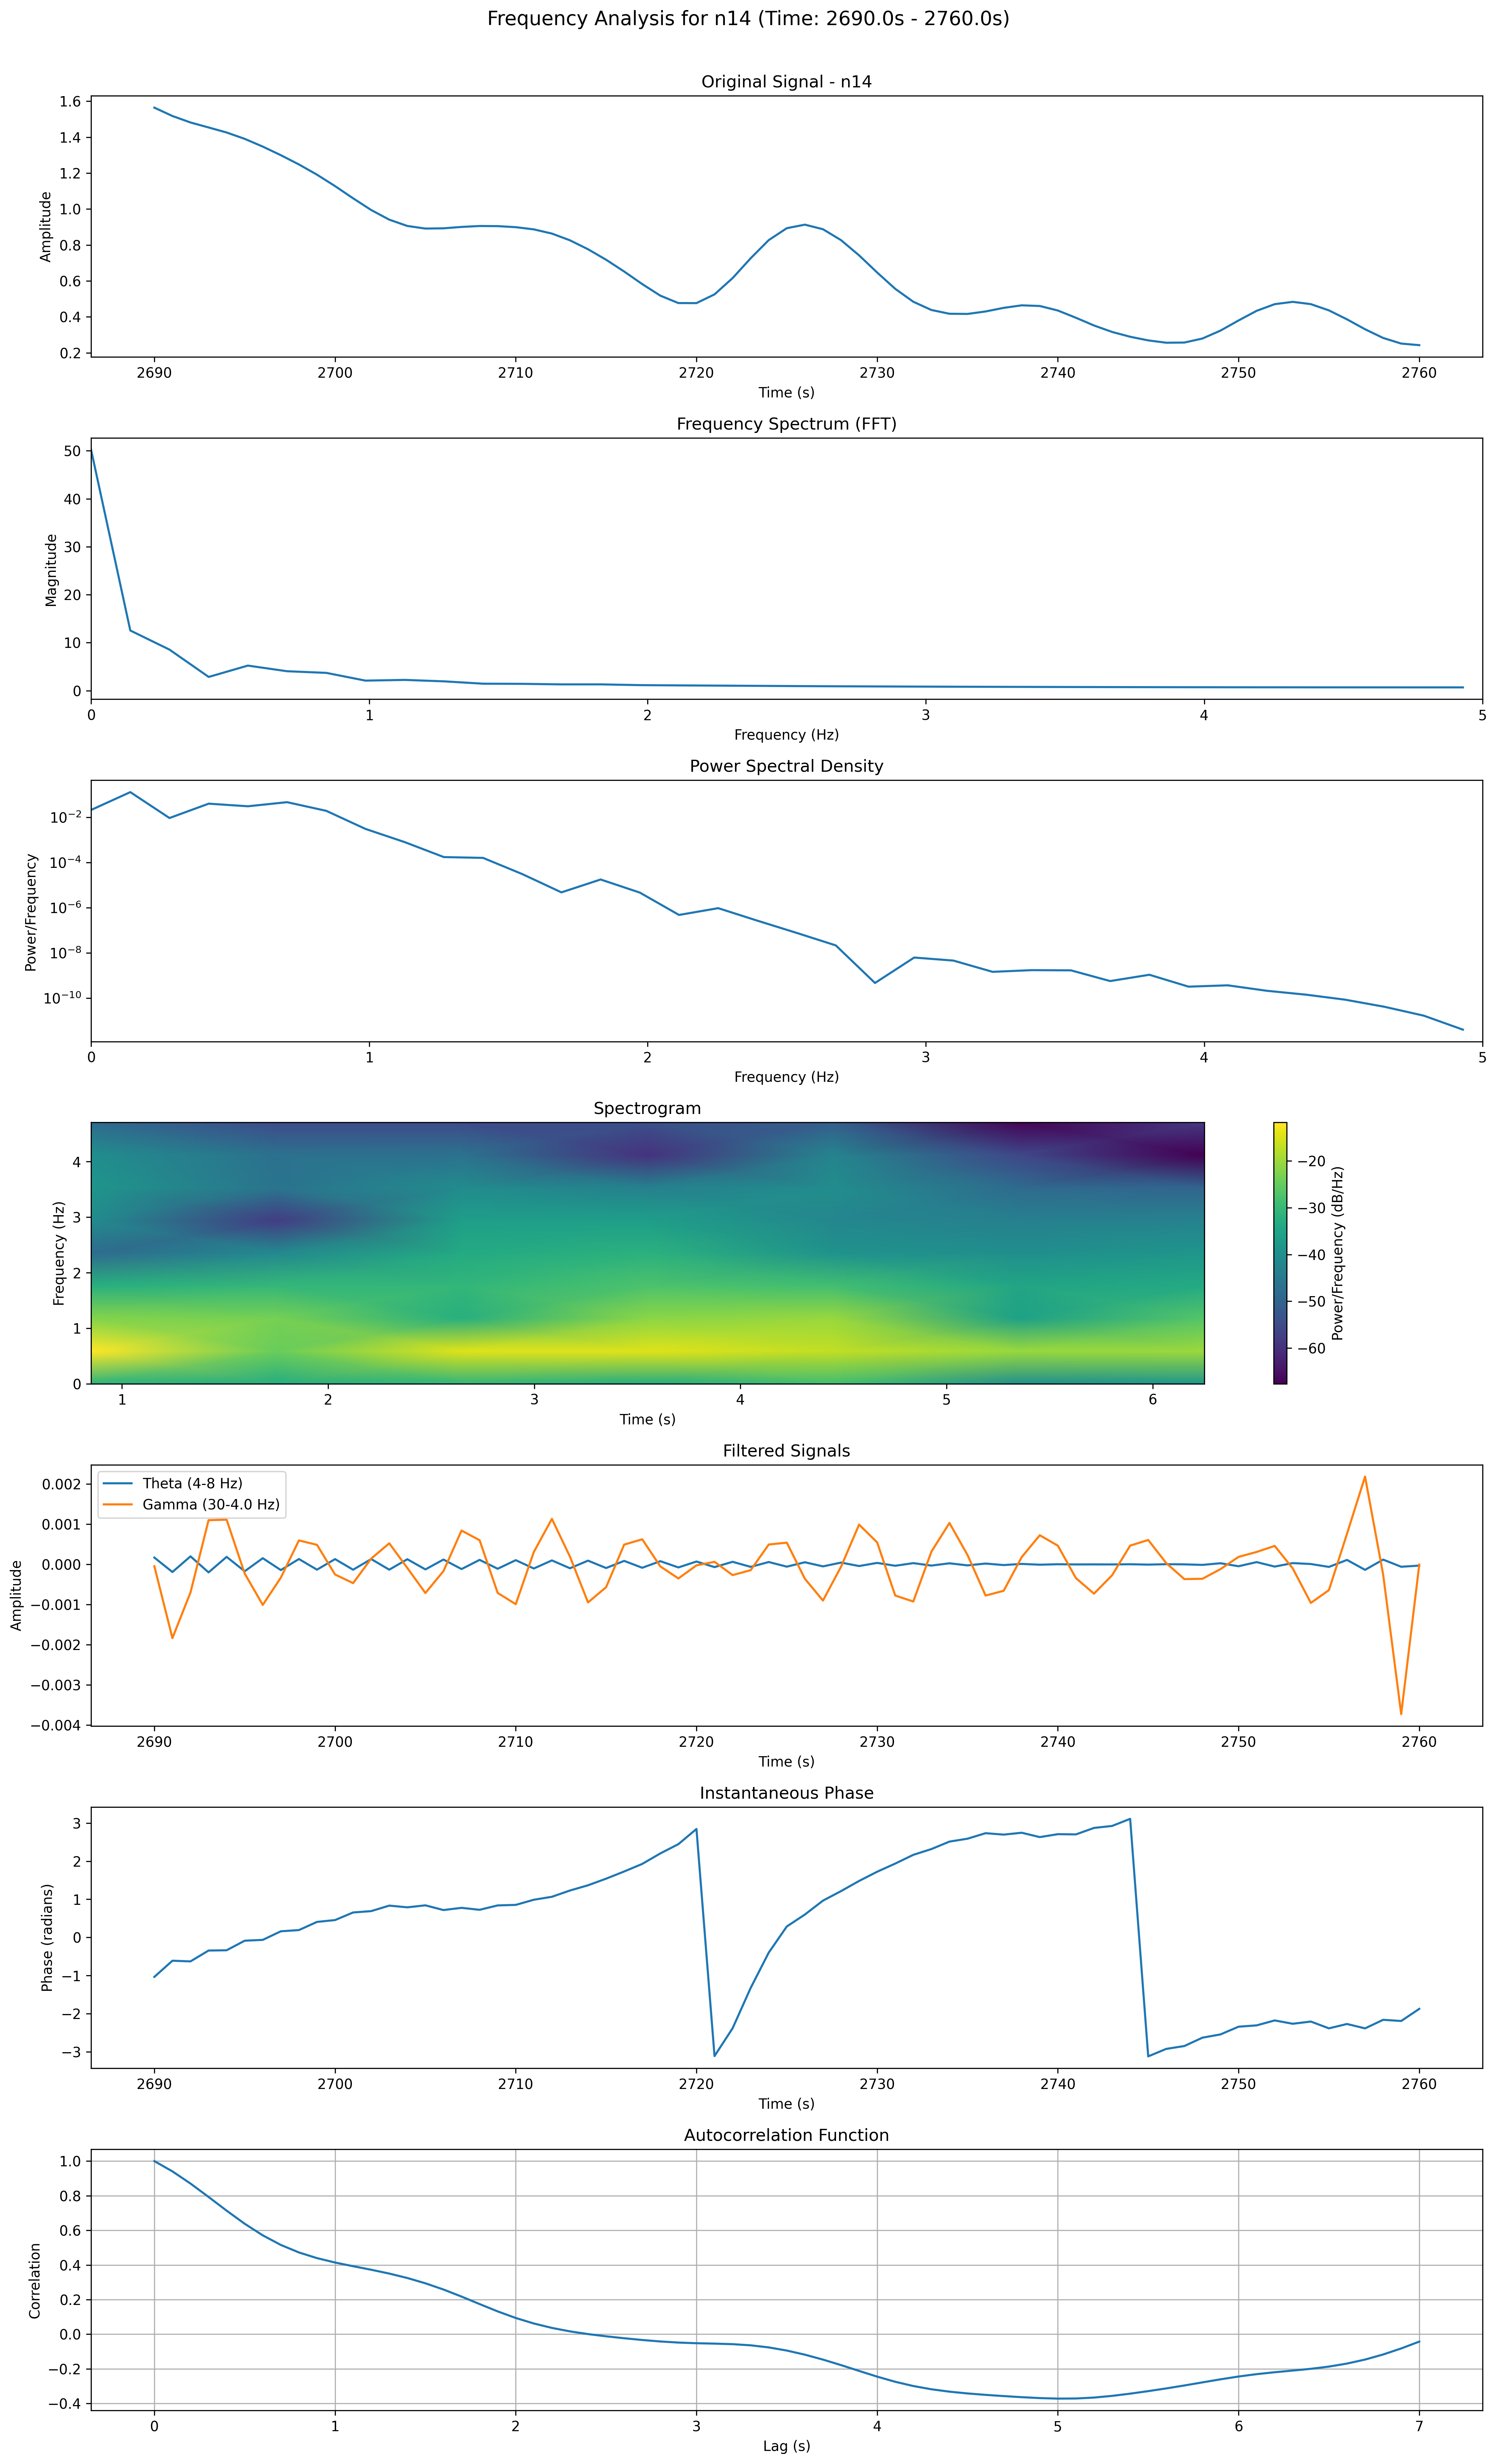 Frequency Analysis for n14 (Time: 2690.0s - 2760.0s)
Original Signal - n14
Amplitude
1.6
1.4
1.2
1.0
0.8
0.6
0.4
0.2
2690 2700 2710 2720 2730 2740 2750 2760
Time (s)
Frequency Spectrum (FFT)
Magnitude
50
40
30
20
10
0
0 1 2 3 4 5
Frequency (Hz)
Power Spectral Density
Power/Frequency
10⁻²
10⁻⁴
10⁻⁶
10⁻⁸
10⁻¹⁰
0 1 2 3 4 5
Frequency (Hz)
Spectrogram
Frequency (Hz)
4
3
2
1
0
1 2 3 4 5 6
Time (s)
−20
−30
−40
−50
−60
Power/Frequency (dB/Hz)
Filtered Signals
Theta (4-8 Hz)
Gamma (30-4.0 Hz)
Amplitude
0.002
0.001
0.000
−0.001
−0.002
−0.003
−0.004
2690 2700 2710 2720 2730 2740 2750 2760
Time (s)
Instantaneous Phase
Phase (radians)
3
2
1
0
−1
−2
−3
2690 2700 2710 2720 2730 2740 2750 2760
Time (s)
Autocorrelation Function
Correlation
1.0
0.8
0.6
0.4
0.2
0.0
−0.2
−0.4
0 1 2 3 4 5 6 7
Lag (s)